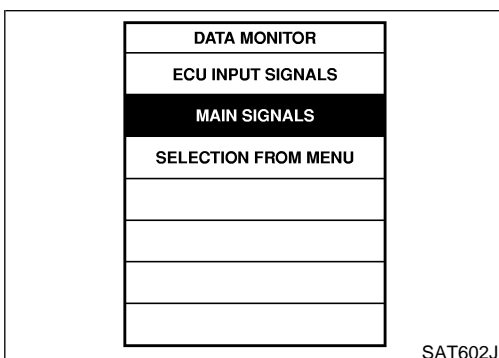 DATA MONITOR
ECU INPUT SIGNALS
MAIN SIGNALS
SELECTION FROM MENU
SAT602J